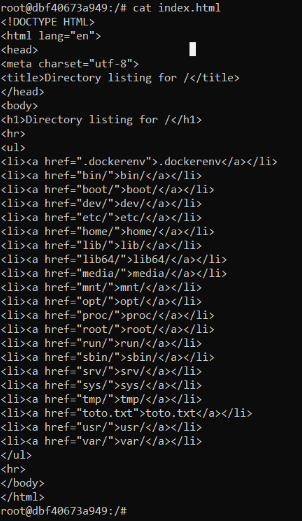 root@dbf40673a949:/# cat index.html
<!DOCTYPE HTML>
<html lang="en">
<head>
<meta charset="utf-8">
<title>Directory listing for /</title>
</head>
<body>
<h1>Directory listing for /</h1>
<hr>
<ul>
<li><a href=".dockerenv">.dockerenv</a></li>
<li><a href="bin/">bin/</a></li>
<li><a href="boot/">boot/</a></li>
<li><a href="dev/">dev/</a></li>
<li><a href="etc/">etc/</a></li>
<li><a href="home/">home/</a></li>
<li><a href="lib/">lib/</a></li>
<li><a href="lib64/">lib64/</a></li>
<li><a href="media/">media/</a></li>
<li><a href="mnt/">mnt/</a></li>
<li><a href="opt/">opt/</a></li>
<li><a href="proc/">proc/</a></li>
<li><a href="root/">root/</a></li>
<li><a href="run/">run/</a></li>
<li><a href="sbin/">sbin/</a></li>
<li><a href="srv/">srv/</a></li>
<li><a href="sys/">sys/</a></li>
<li><a href="tmp/">tmp/</a></li>
<li><a href="toto.txt">toto.txt</a></li>
<li><a href="usr/">usr/</a></li>
<li><a href="var/">var/</a></li>
</ul>
<hr>
</body>
</html>
root@dbf40673a949:/#